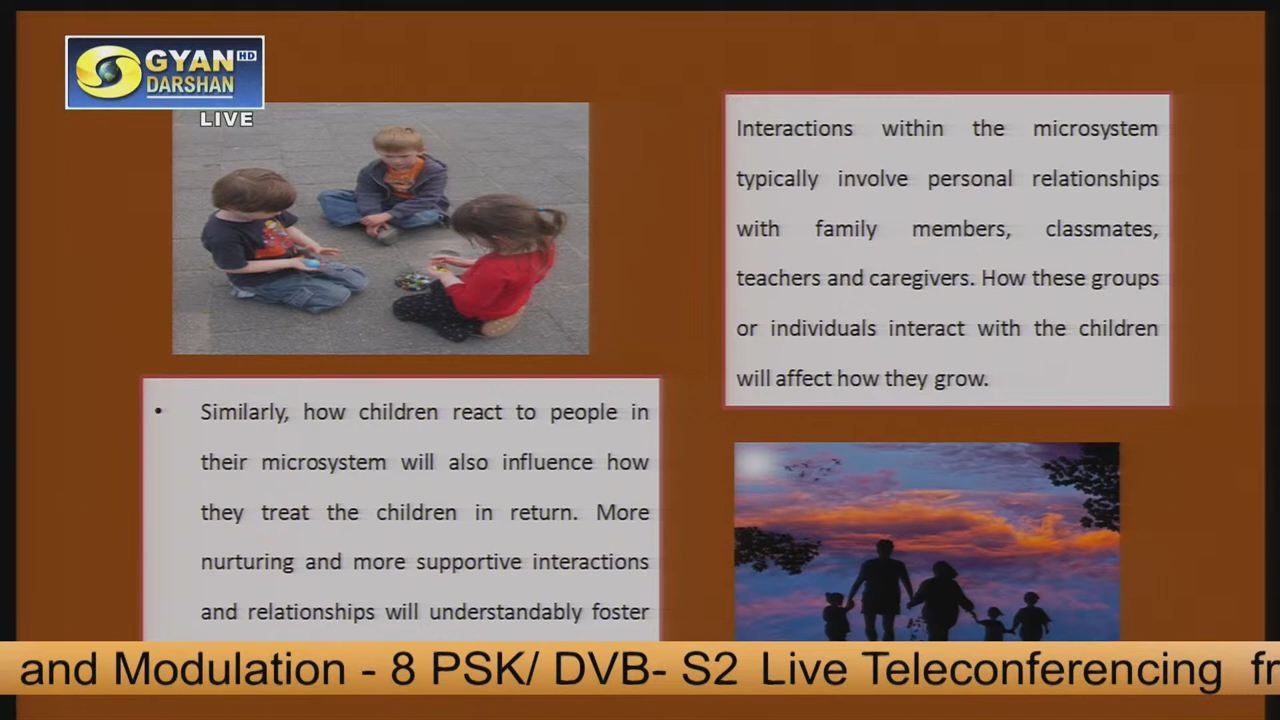 GYAN HD
DARSHAN
LIVE
Interactions within the microsystem
typically involve personal relationships
with family members, classmates,
teachers and caregivers. How these groups
or individuals interact with the children
will affect how they grow.
• Similarly, how children react to people in
their microsystem will also influence how
they treat the children in return. More
nurturing and more supportive interactions
and relationships will understandably foster
and Modulation - 8 PSK/ DVB- S2 Live Teleconferencing fr